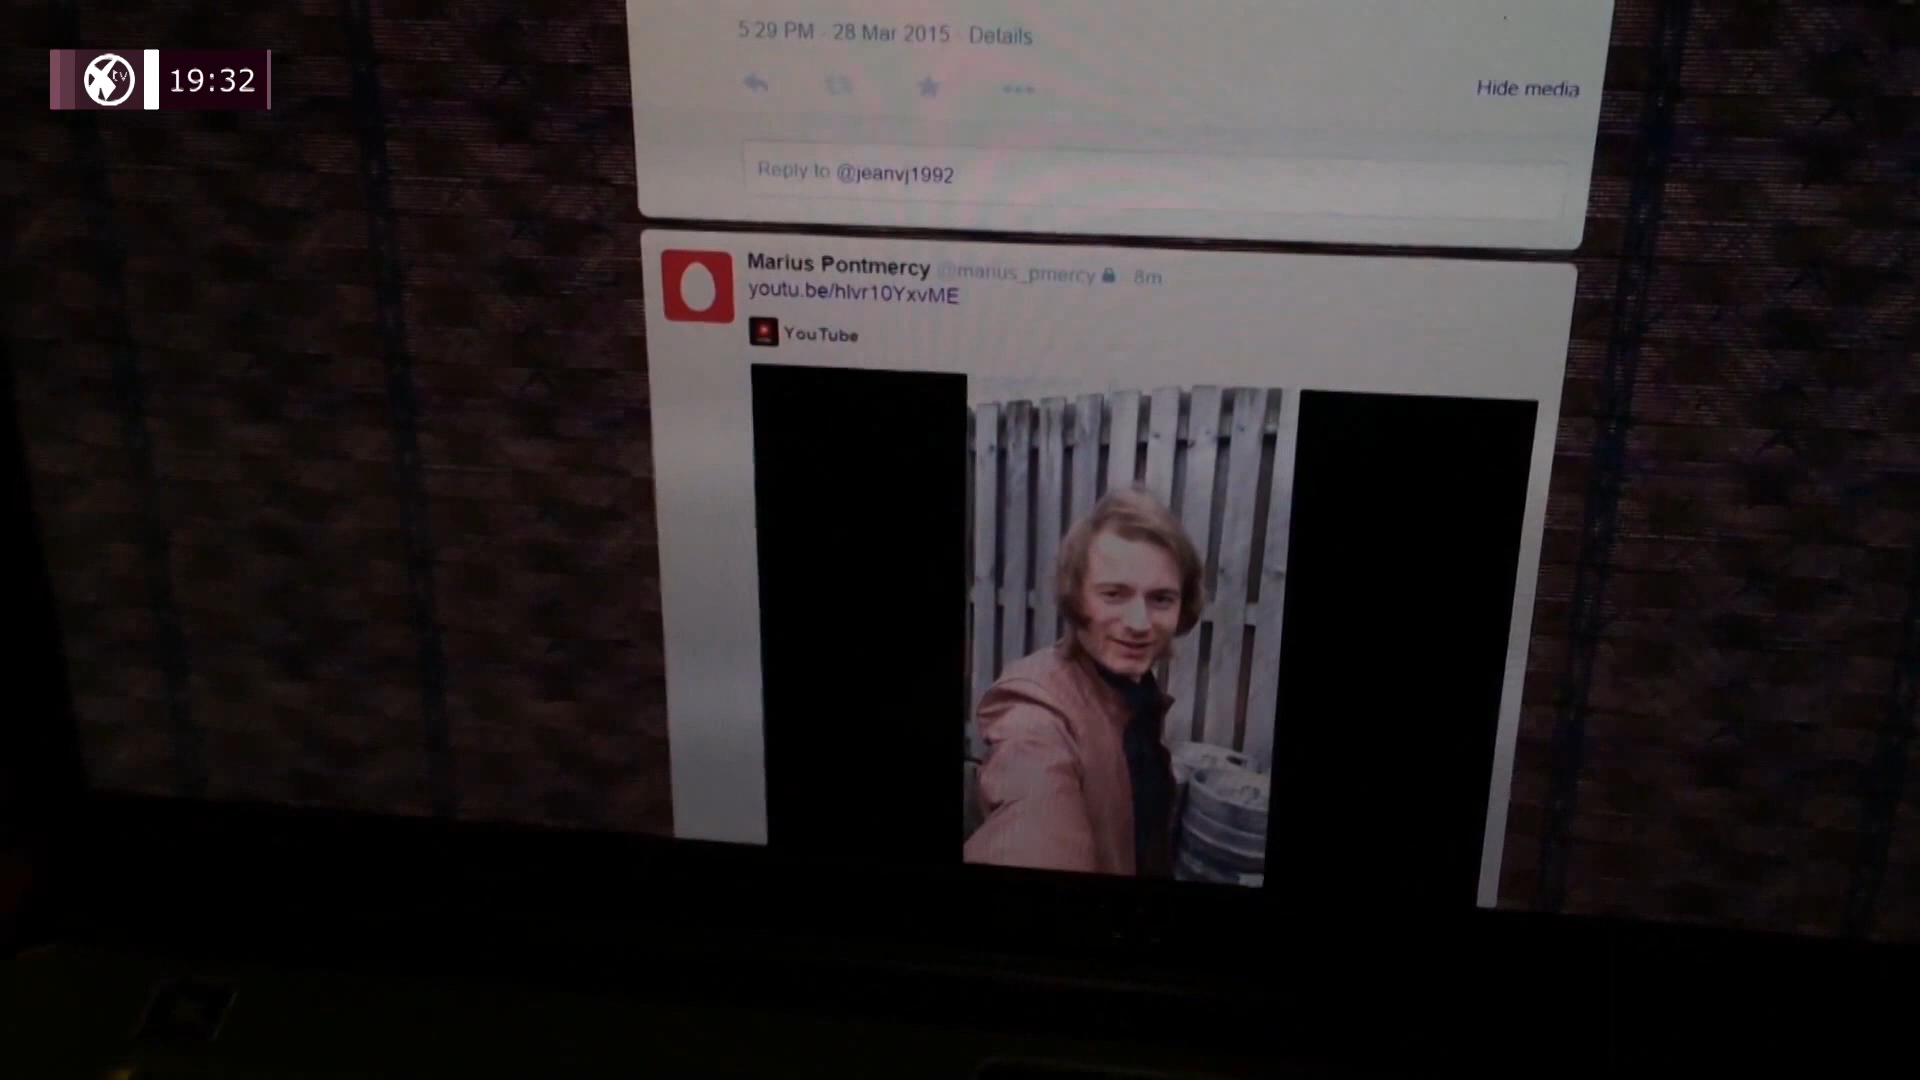 tv
19:32
5:29 PM - 28 Mar 2015 · Details
Hide media
Reply to @jeanvj1992
Marius Pontmercy @marius_pmercy · 8m
youtu.be/hlvr10YxvME
YouTube